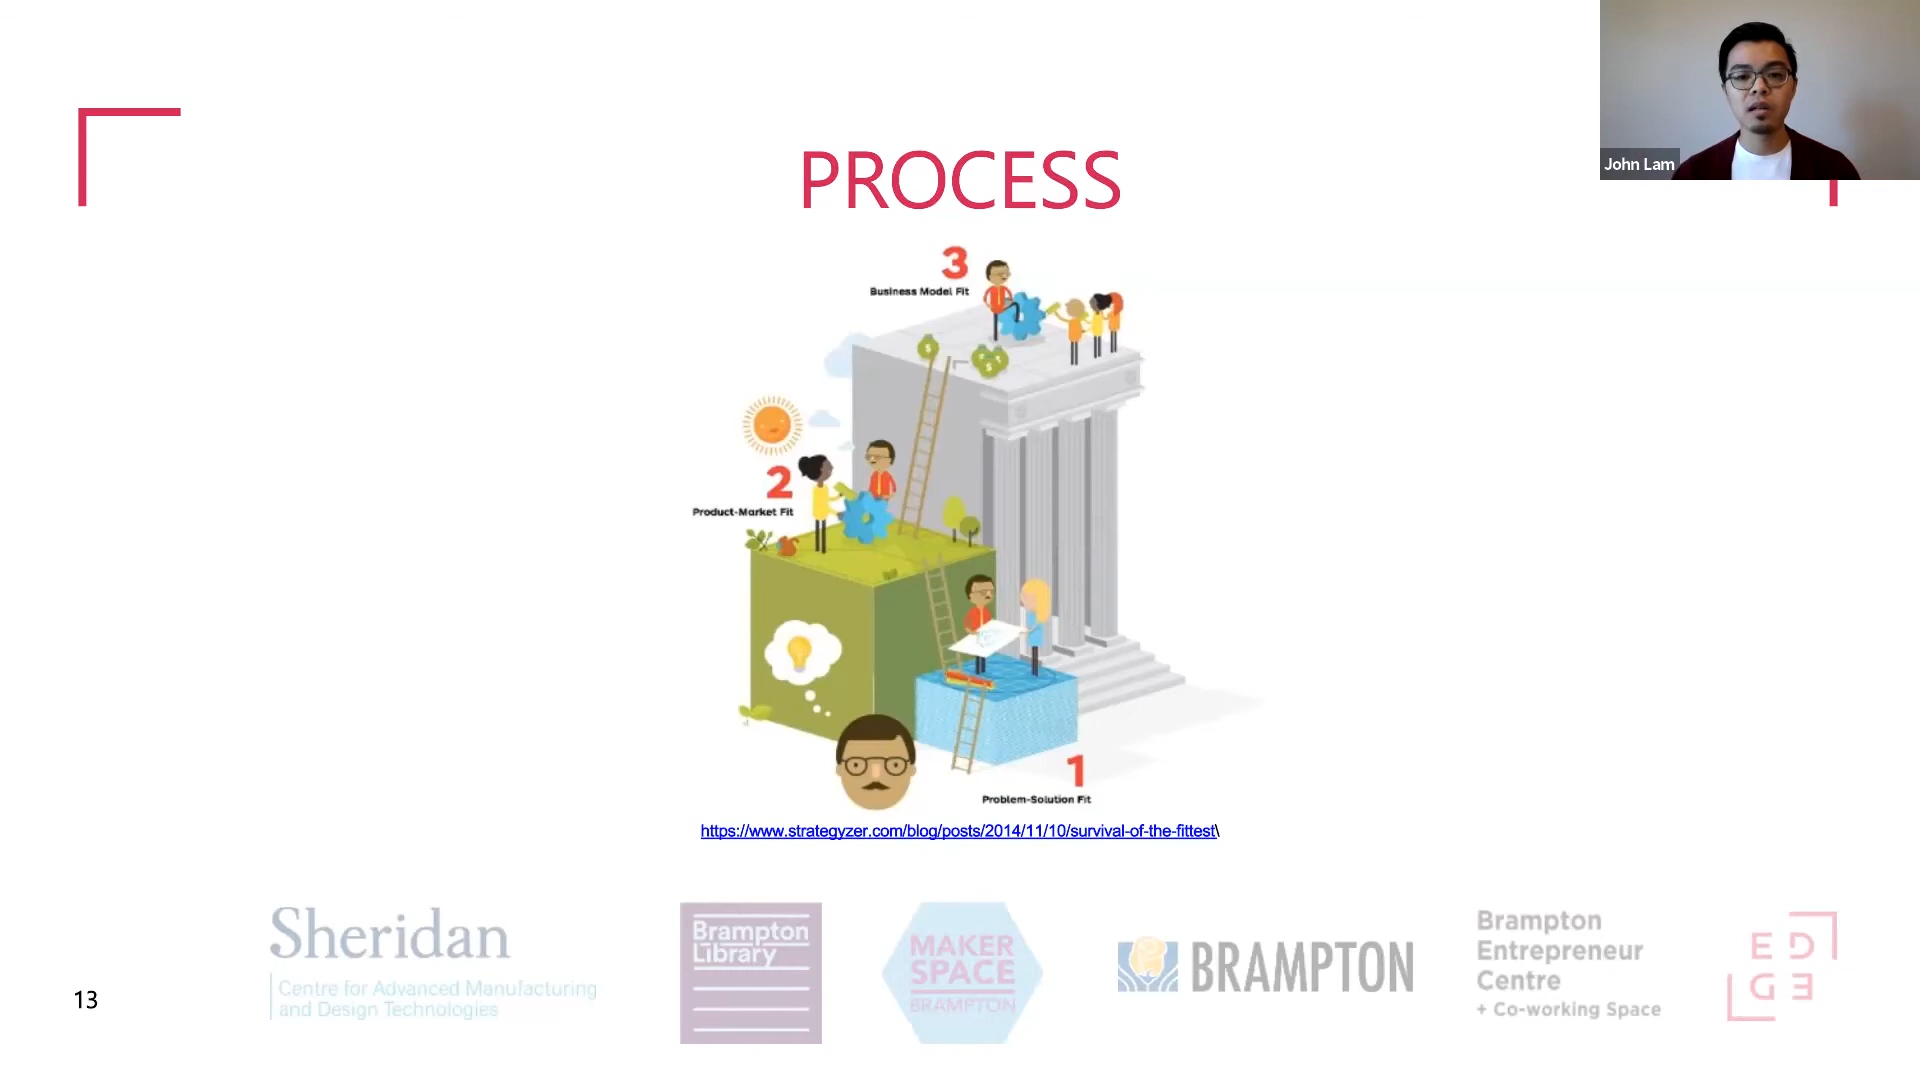 John Lam
PROCESS
3
Business Model Fit
$
$
2
Product-Market Fit
1
Problem-Solution Fit
https://www.strategyzer.com/blog/posts/2014/11/10/survival-of-the-fittest\
13
Sheridan
Centre for Advanced Manufacturing
and Design Technologies
Brampton
Library
MAKER
SPACE
BRAMPTON
BRAMPTON
Brampton
Entrepreneur
Centre
+ Co-working Space
ED
GE